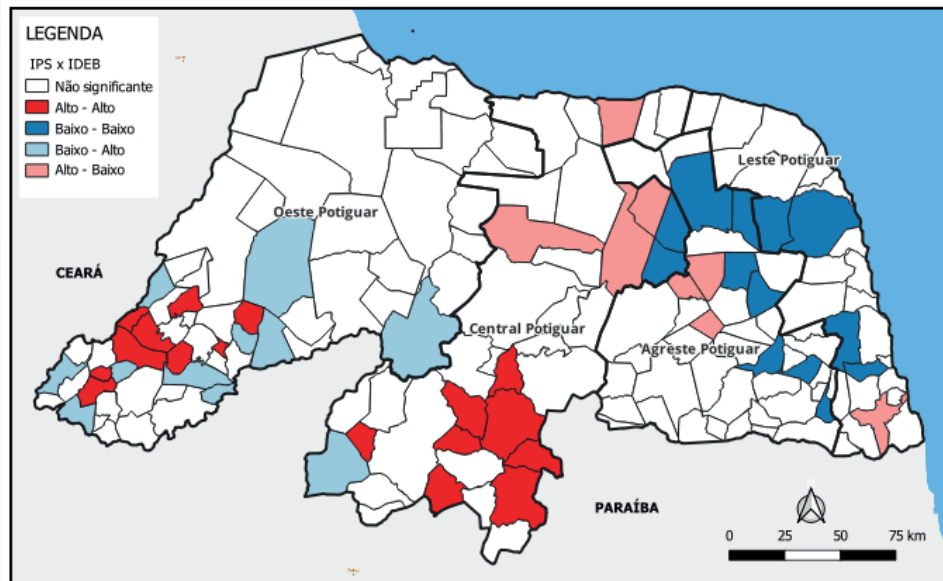 LEGENDA
IPS x IDEB
Não significante
Alto - Alto
Baixo - Baixo
Baixo - Alto
Alto - Baixo
Leste Potiguar
Oeste Potiguar
CEARÁ
Central Potiguar
Agreste Potiguar
PARAÍBA
N
0 25 50 75 km